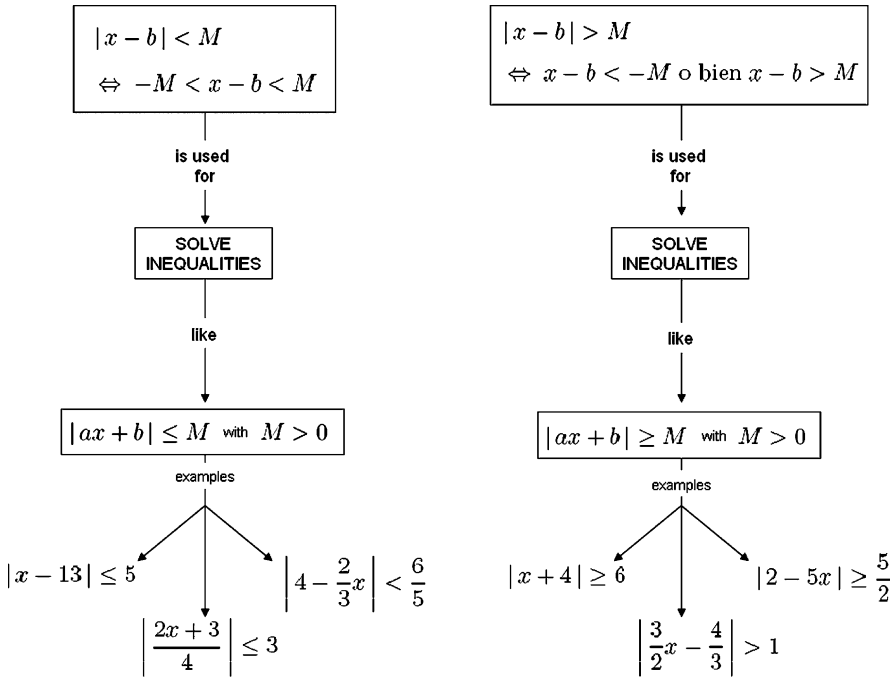 |x − b| < M
⇔ −M < x − b < M
is used
for
SOLVE
INEQUALITIES
like
|ax + b| ≤ M with M > 0
examples
|x − 13| ≤ 5
|4 − 2/3 x| < 6/5
|(2x + 3)/4| ≤ 3
|x − b| > M
⇔ x − b < −M o bien x − b > M
is used
for
SOLVE
INEQUALITIES
like
|ax + b| ≥ M with M > 0
examples
|x + 4| ≥ 6
|2 − 5x| ≥ 5/2
|3/2 x − 4/3| > 1